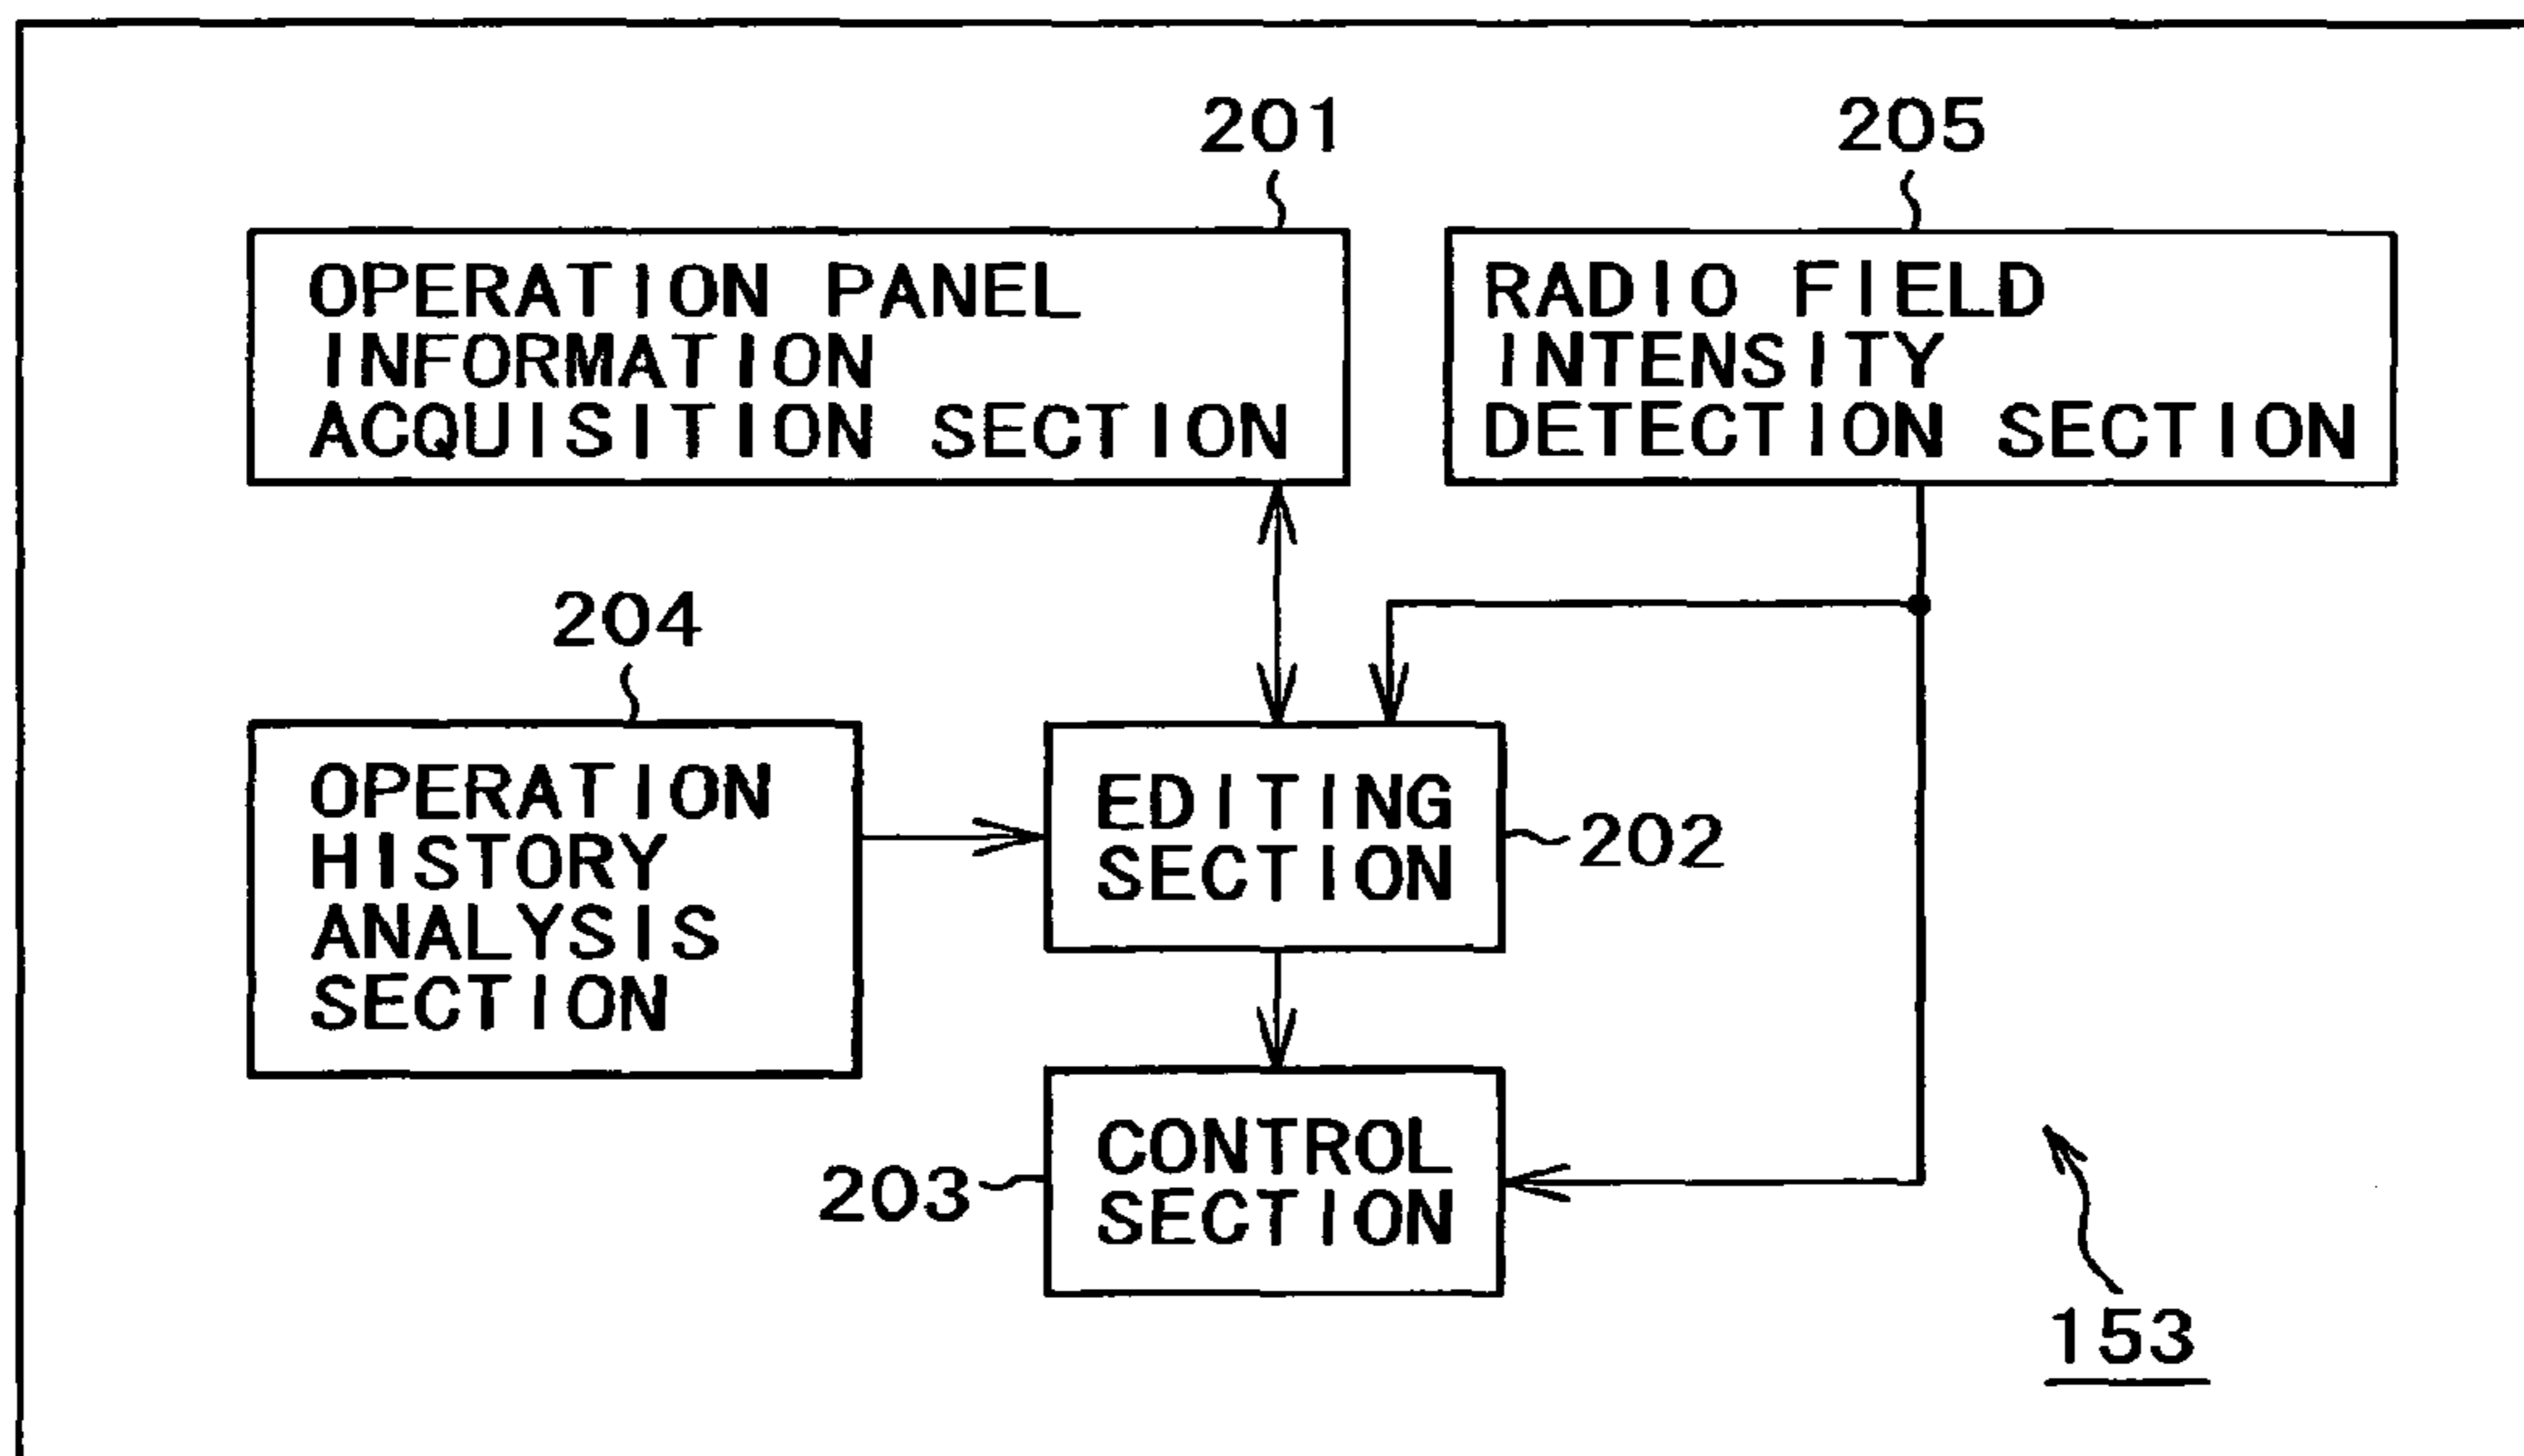 201
205
OPERATION PANEL
INFORMATION
ACQUISITION SECTION
RADIO FIELD
INTENSITY
DETECTION SECTION
204
OPERATION
HISTORY
ANALYSIS
SECTION
EDITING
SECTION
202
CONTROL
SECTION
203
153